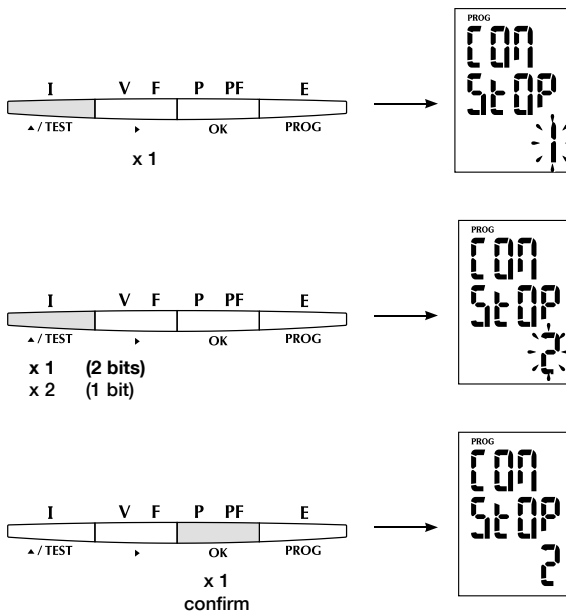 PROG
COM
I V F P PF E
StOP
▲/ TEST ▶ OK PROG
1
x 1
PROG
COM
I V F P PF E
StOP
▲/ TEST ▶ OK PROG
2
x 1 (2 bits)
x 2 (1 bit)
PROG
COM
I V F P PF E
StOP
▲/ TEST ▶ OK PROG
2
x 1
confirm